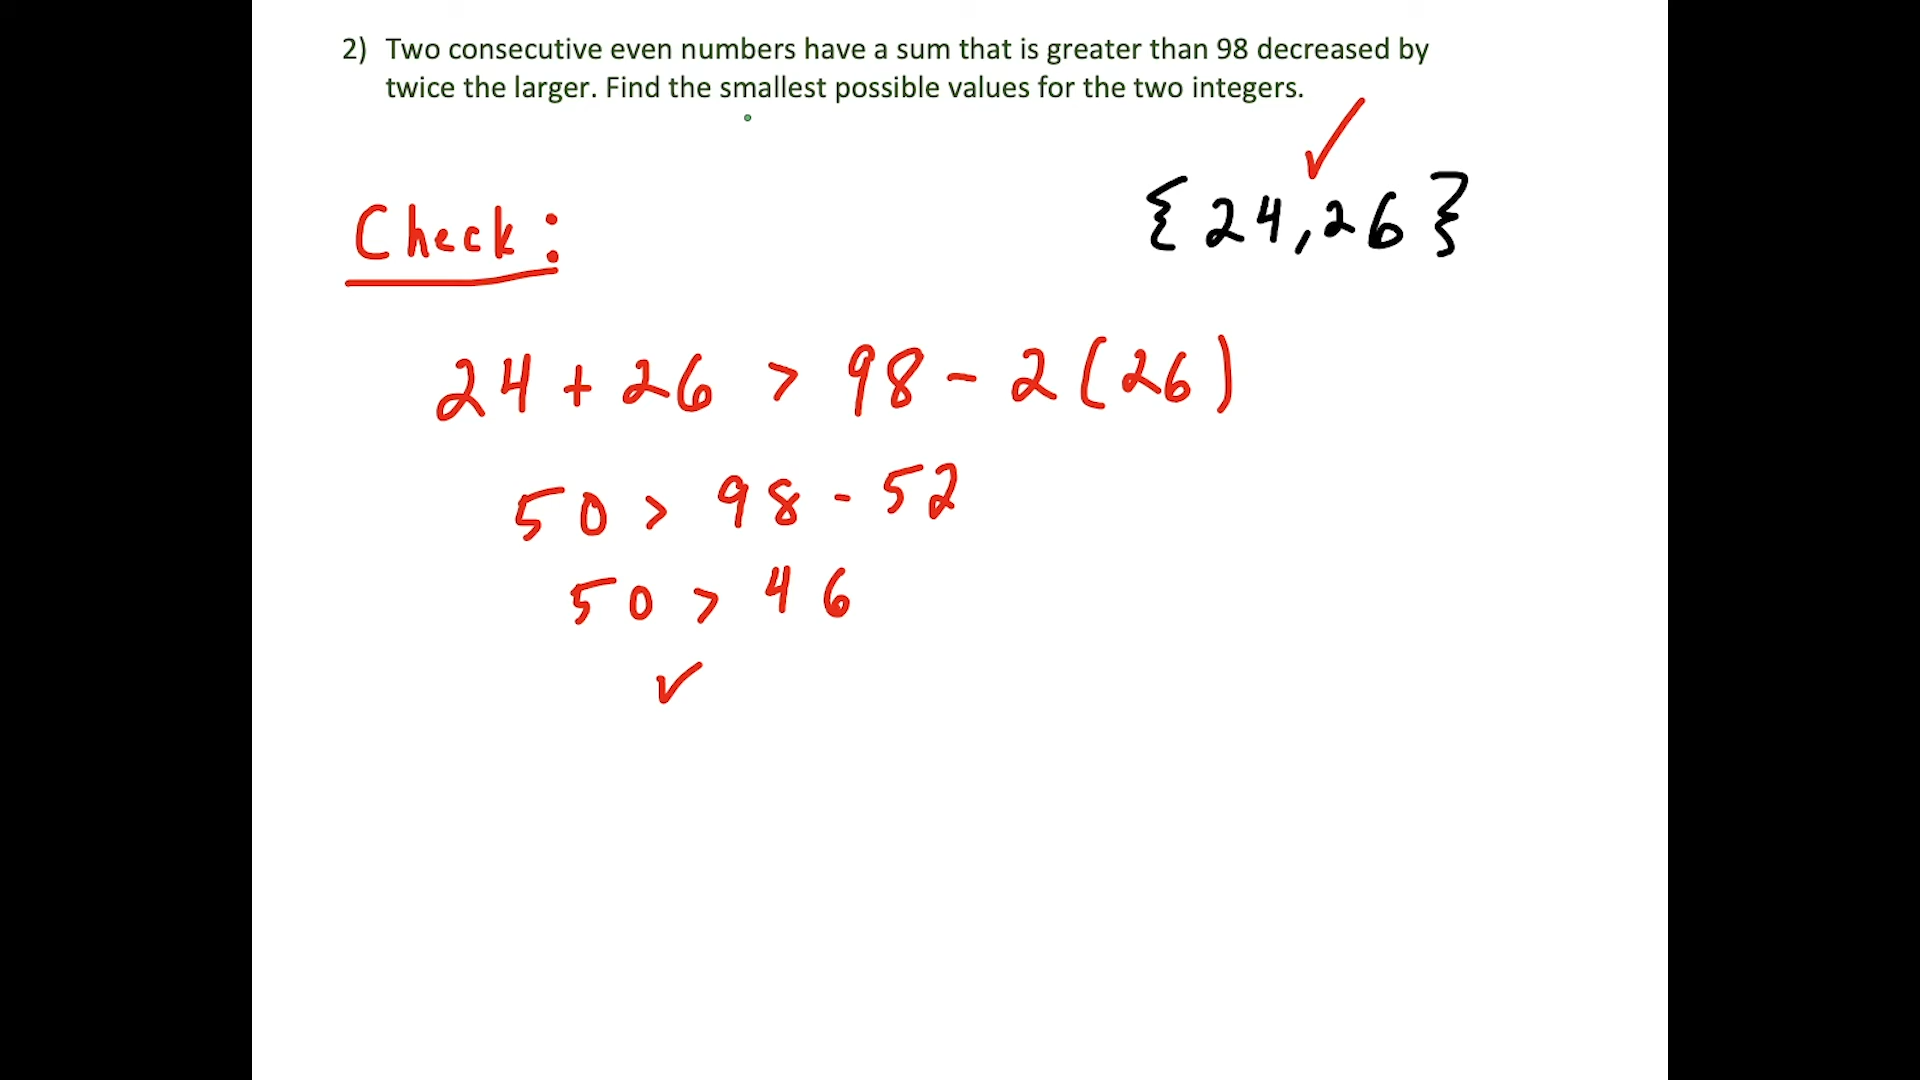 2) Two consecutive even numbers have a sum that is greater than 98 decreased by
twice the larger. Find the smallest possible values for the two integers.
{24,26}
Check:
24 + 26 > 98 - 2(26)
50 > 98 - 52
50 > 46